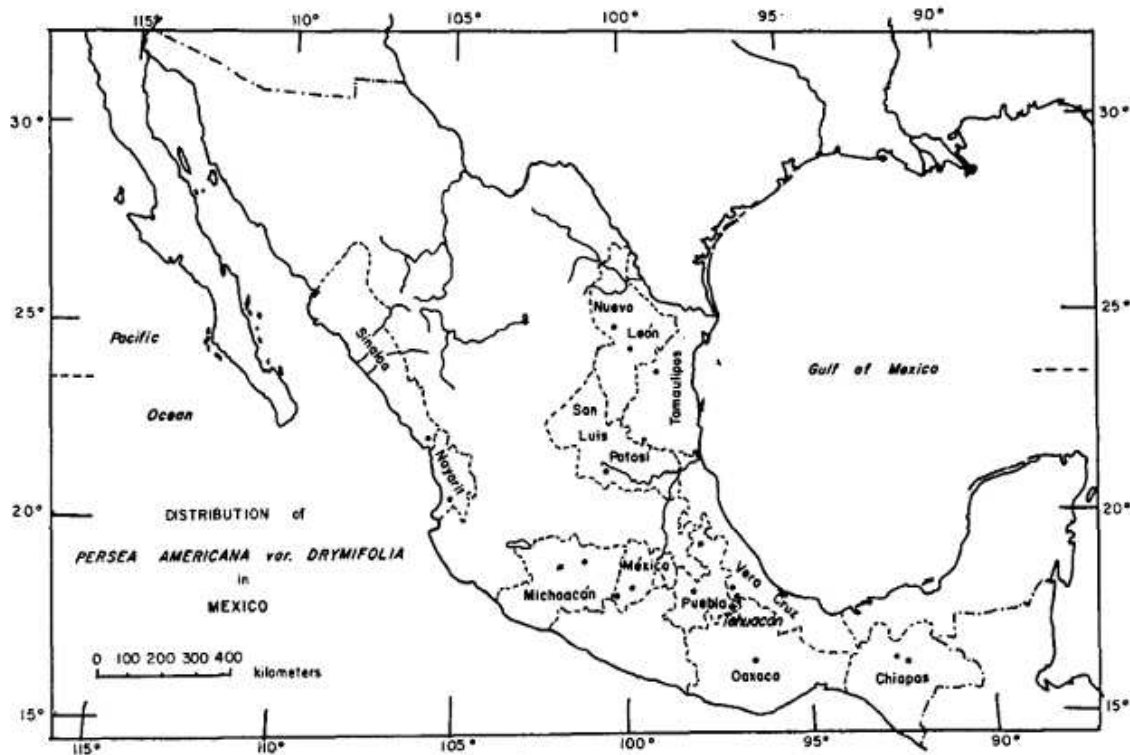 115° 110° 105° 100° 95° 90°
30° 30°
Nuevo
25° León 25°
Sinaloa
Pacific
Tamaulipas
Gulf of Mexico
San
Ocean
Luis
Potosi
Nayarit
20° 20°
DISTRIBUTION of
PERSEA AMERICANA var. DRYMIFOLIA
in
MEXICO
México
Michoacán
Vera Cruz
Puebla
Tehuacán
0 100 200 300 400
kilometers
Oaxaca
Chiapas
15° 15°
115° 110° 105° 100° 95° 90°